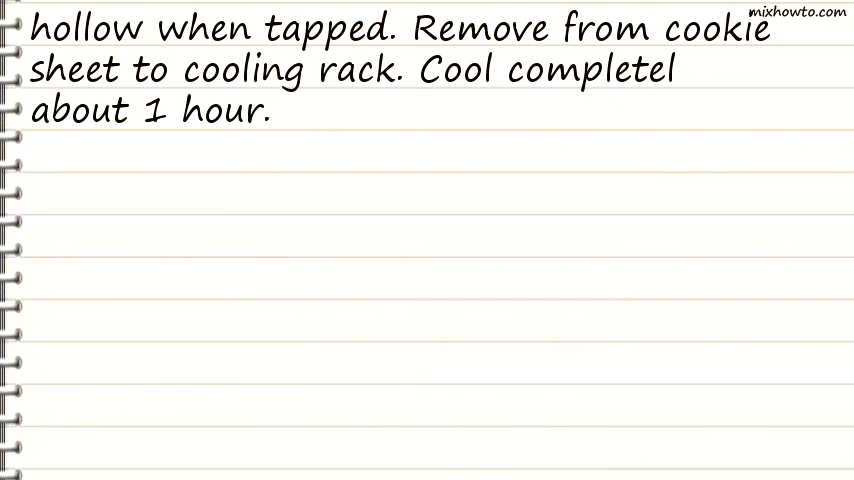 mixhowto.com
hollow when tapped. Remove from cookie
sheet to cooling rack. Cool completel
about 1 hour.